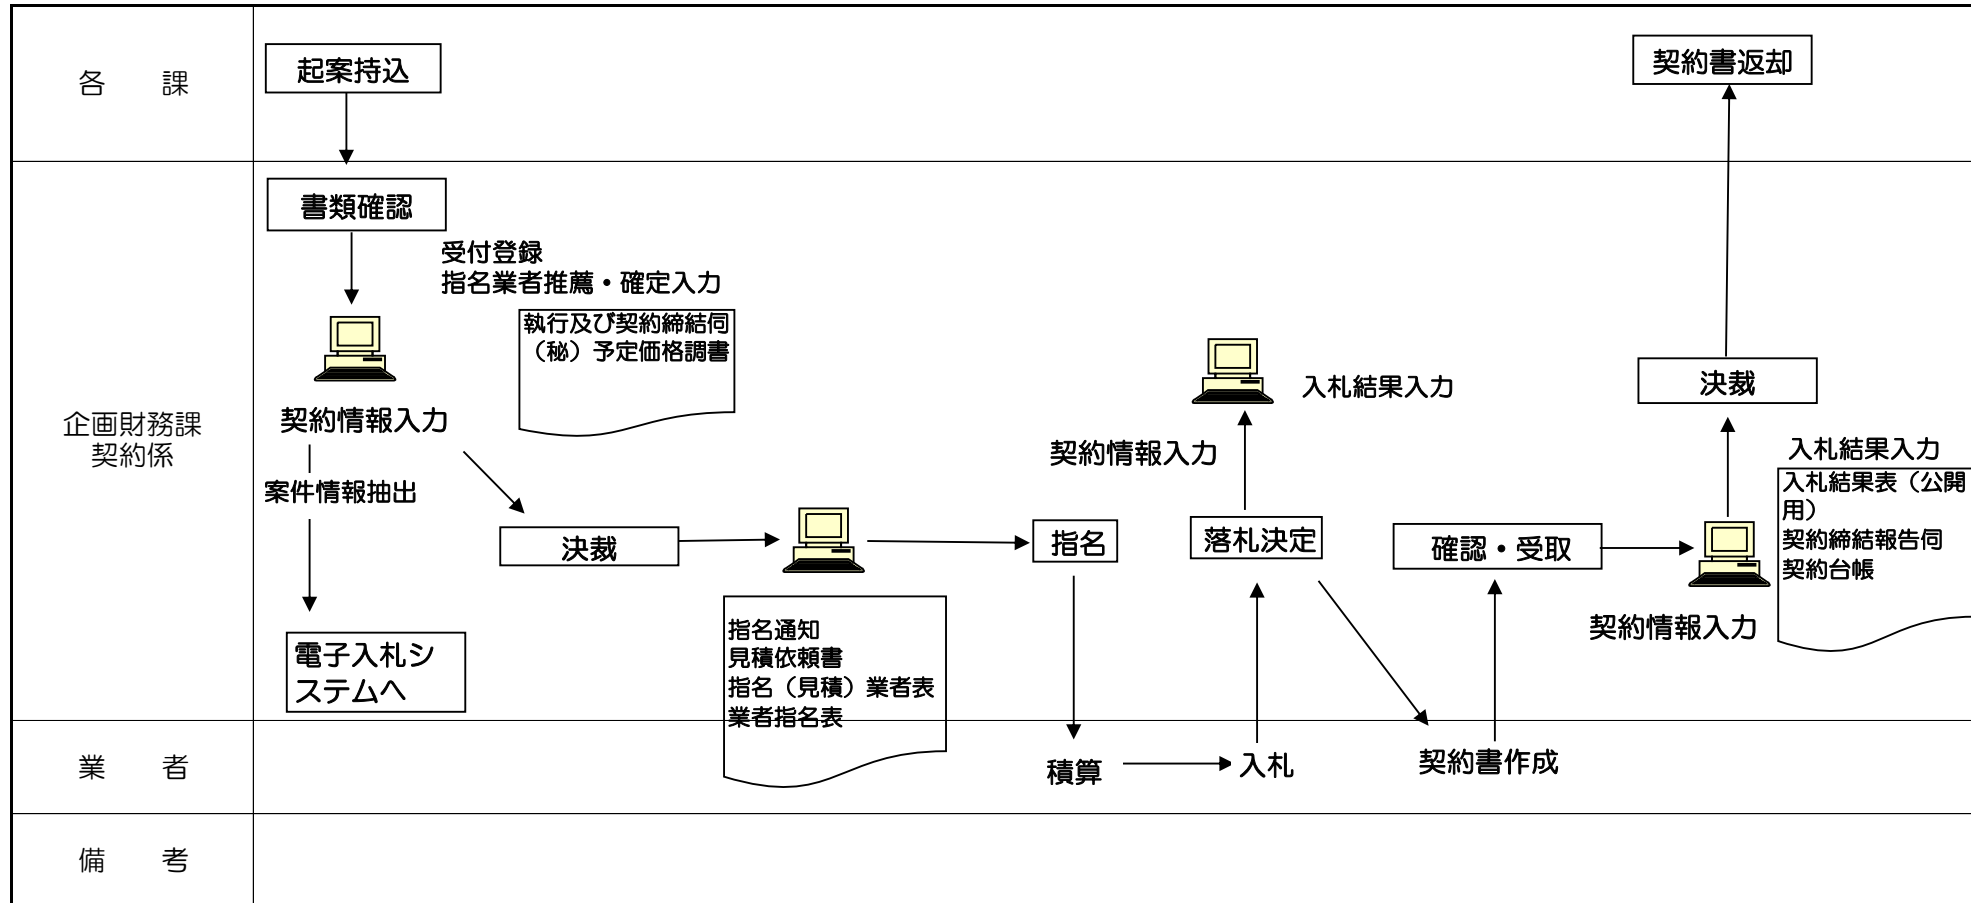 各　　課
起案持込
契約書返却
企画財務課
契約係
書類確認
受付登録
指名業者推薦・確定入力
執行及び契約締結伺
（秘）予定価格調書
契約情報入力
案件情報抽出
電子入札シ
ステムへ
決裁
指名通知
見積依頼書
指名（見積）業者表
業者指名表
指名
契約情報入力
入札結果入力
落札決定
確認・受取
決裁
入札結果入力
入札結果表（公開
用）
契約締結報告伺
契約台帳
契約情報入力
業　　者
積算
入札
契約書作成
備　　考